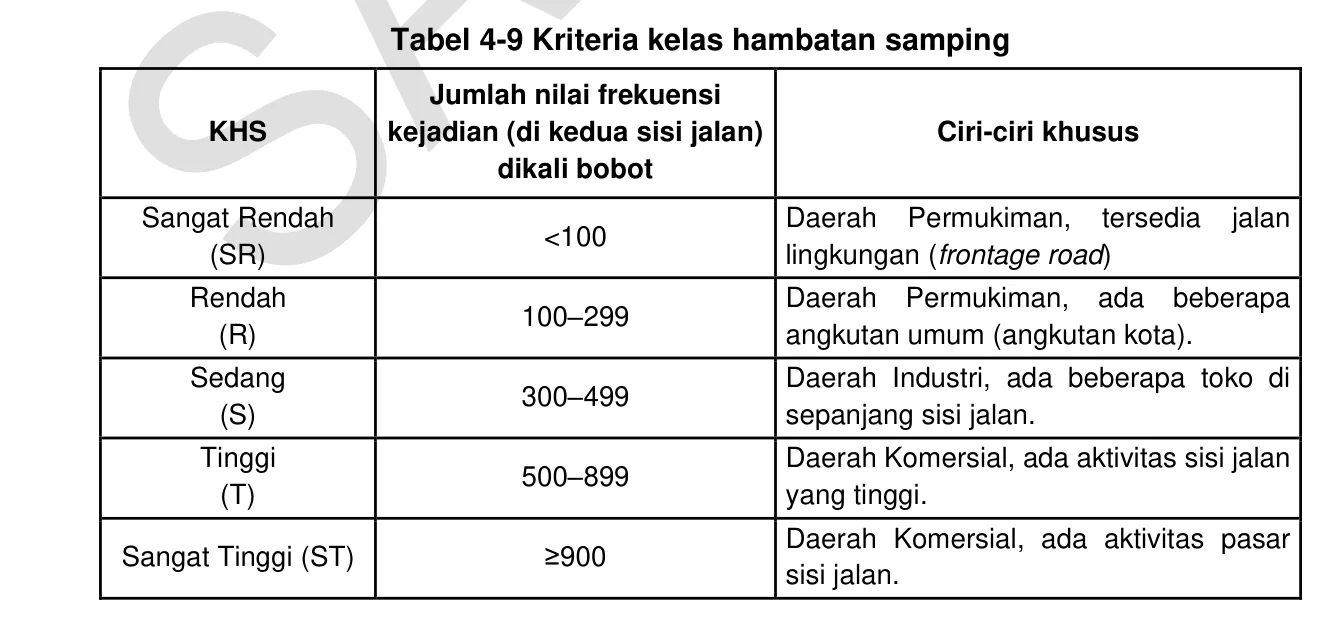 Tabel 4-9 Kriteria kelas hambatan samping
KHS
Jumlah nilai frekuensi
kejadian (di kedua sisi jalan)
dikali bobot
Ciri-ciri khusus
Sangat Rendah
(SR)
<100
Daerah Permukiman, tersedia jalan
lingkungan (frontage road)
Rendah
(R)
100–299
Daerah Permukiman, ada beberapa
angkutan umum (angkutan kota).
Sedang
(S)
300–499
Daerah Industri, ada beberapa toko di
sepanjang sisi jalan.
Tinggi
(T)
500–899
Daerah Komersial, ada aktivitas sisi jalan
yang tinggi.
Sangat Tinggi (ST)
≥900
Daerah Komersial, ada aktivitas pasar
sisi jalan.